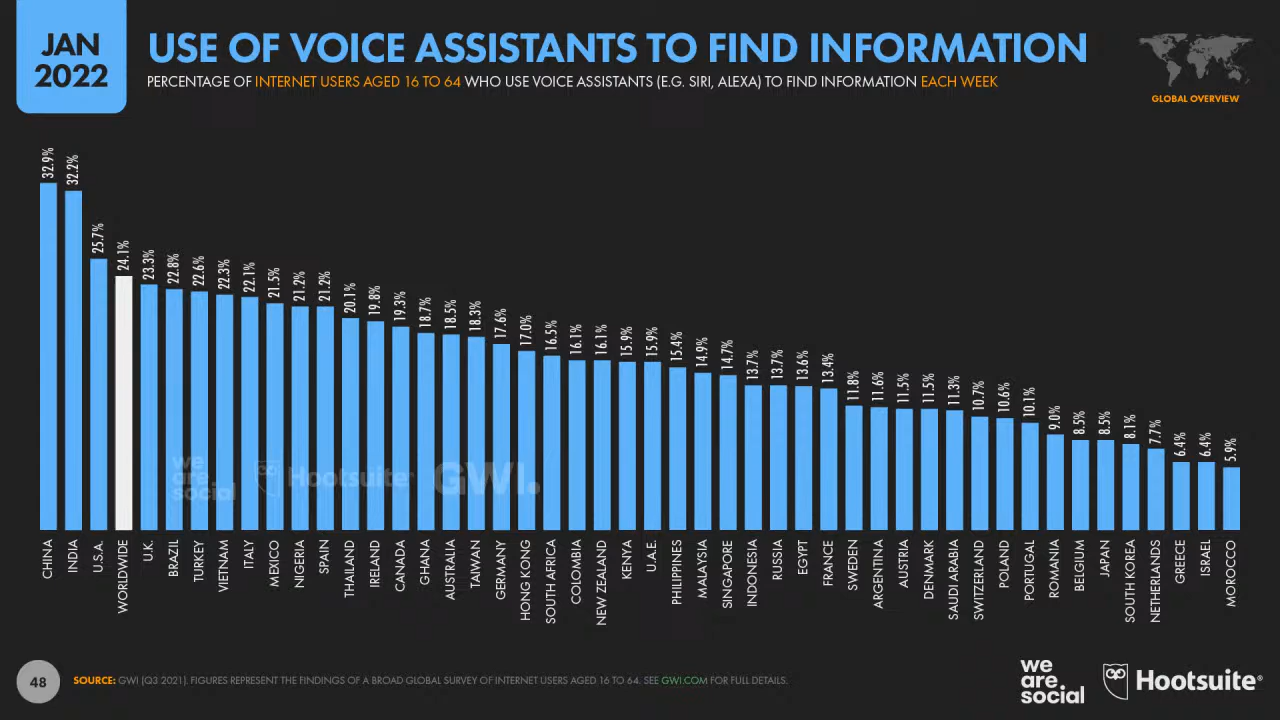 JAN
2022
USE OF VOICE ASSISTANTS TO FIND INFORMATION
PERCENTAGE OF INTERNET USERS AGED 16 TO 64 WHO USE VOICE ASSISTANTS (E.G. SIRI, ALEXA) TO FIND INFORMATION EACH WEEK
GLOBAL OVERVIEW
32.9%
32.2%
25.7%
24.1%
23.3%
22.8%
22.6%
22.3%
22.1%
21.5%
21.2%
21.2%
20.1%
19.8%
19.3%
18.7%
18.5%
18.3%
17.6%
17.0%
16.5%
16.1%
16.1%
15.9%
15.9%
15.4%
14.9%
14.7%
13.7%
13.7%
13.6%
13.4%
11.8%
11.6%
11.5%
11.5%
11.3%
10.7%
10.6%
10.1%
9.0%
8.5%
8.5%
8.1%
7.7%
6.4%
6.4%
5.9%
we
are
social
Hootsuite®
GWI.
CHINA
INDIA
U.S.A.
WORLDWIDE
U.K.
BRAZIL
TURKEY
VIETNAM
ITALY
MEXICO
NIGERIA
SPAIN
THAILAND
IRELAND
CANADA
GHANA
AUSTRALIA
TAIWAN
GERMANY
HONG KONG
SOUTH AFRICA
COLOMBIA
NEW ZEALAND
KENYA
U.A.E.
PHILIPPINES
MALAYSIA
SINGAPORE
INDONESIA
RUSSIA
EGYPT
FRANCE
SWEDEN
ARGENTINA
AUSTRIA
DENMARK
SAUDI ARABIA
SWITZERLAND
POLAND
PORTUGAL
ROMANIA
BELGIUM
JAPAN
SOUTH KOREA
NETHERLANDS
GREECE
ISRAEL
MOROCCO
48
SOURCE: GWI (Q3 2021). FIGURES REPRESENT THE FINDINGS OF A BROAD GLOBAL SURVEY OF INTERNET USERS AGED 16 TO 64. SEE GWI.COM FOR FULL DETAILS.
we
are
social
Hootsuite®